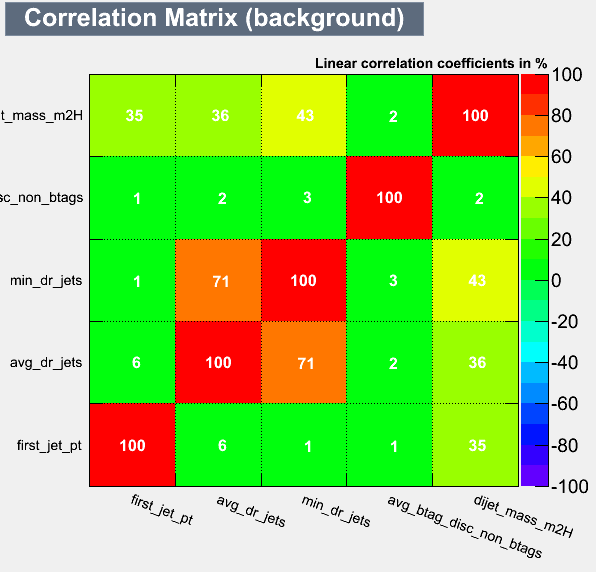 Correlation Matrix (background)
Linear correlation coefficients in %
t_mass_m2H 35 36 43 2 100
sc_non_btags 1 2 3 100 2
min_dr_jets 1 71 100 3 43
avg_dr_jets 6 100 71 2 36
first_jet_pt 100 6 1 1 35
first_jet_pt avg_dr_jets min_dr_jets avg_btag_disc_non_btags dijet_mass_m2H
100
80
60
40
20
0
-20
-40
-60
-80
-100